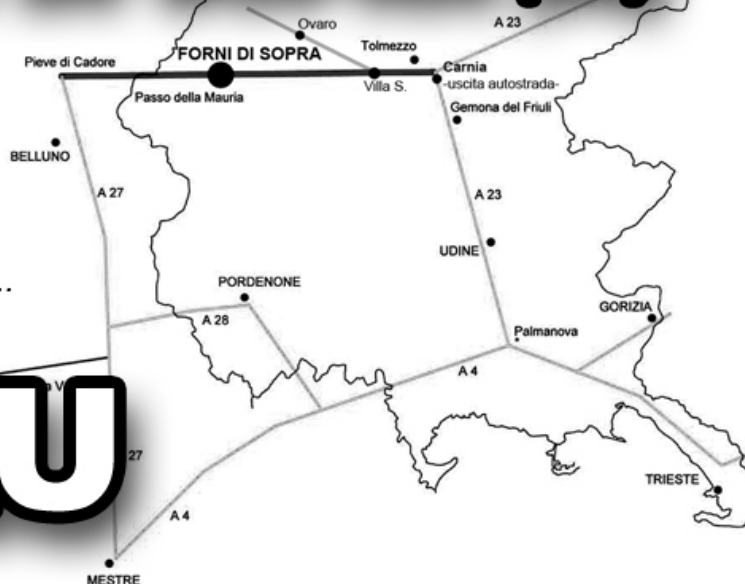 A 23
Ovaro
Tolmezzo
FORNI DI SOPRA
Pieve di Cadore
Carnia
-uscita autostrada-
Villa S.
Passo della Mauria
Gemona del Friuli
BELLUNO
A 27
A 23
UDINE
PORDENONE
GORIZIA
A 28
Palmanova
A 4
U
27
TRIESTE
A 4
MESTRE